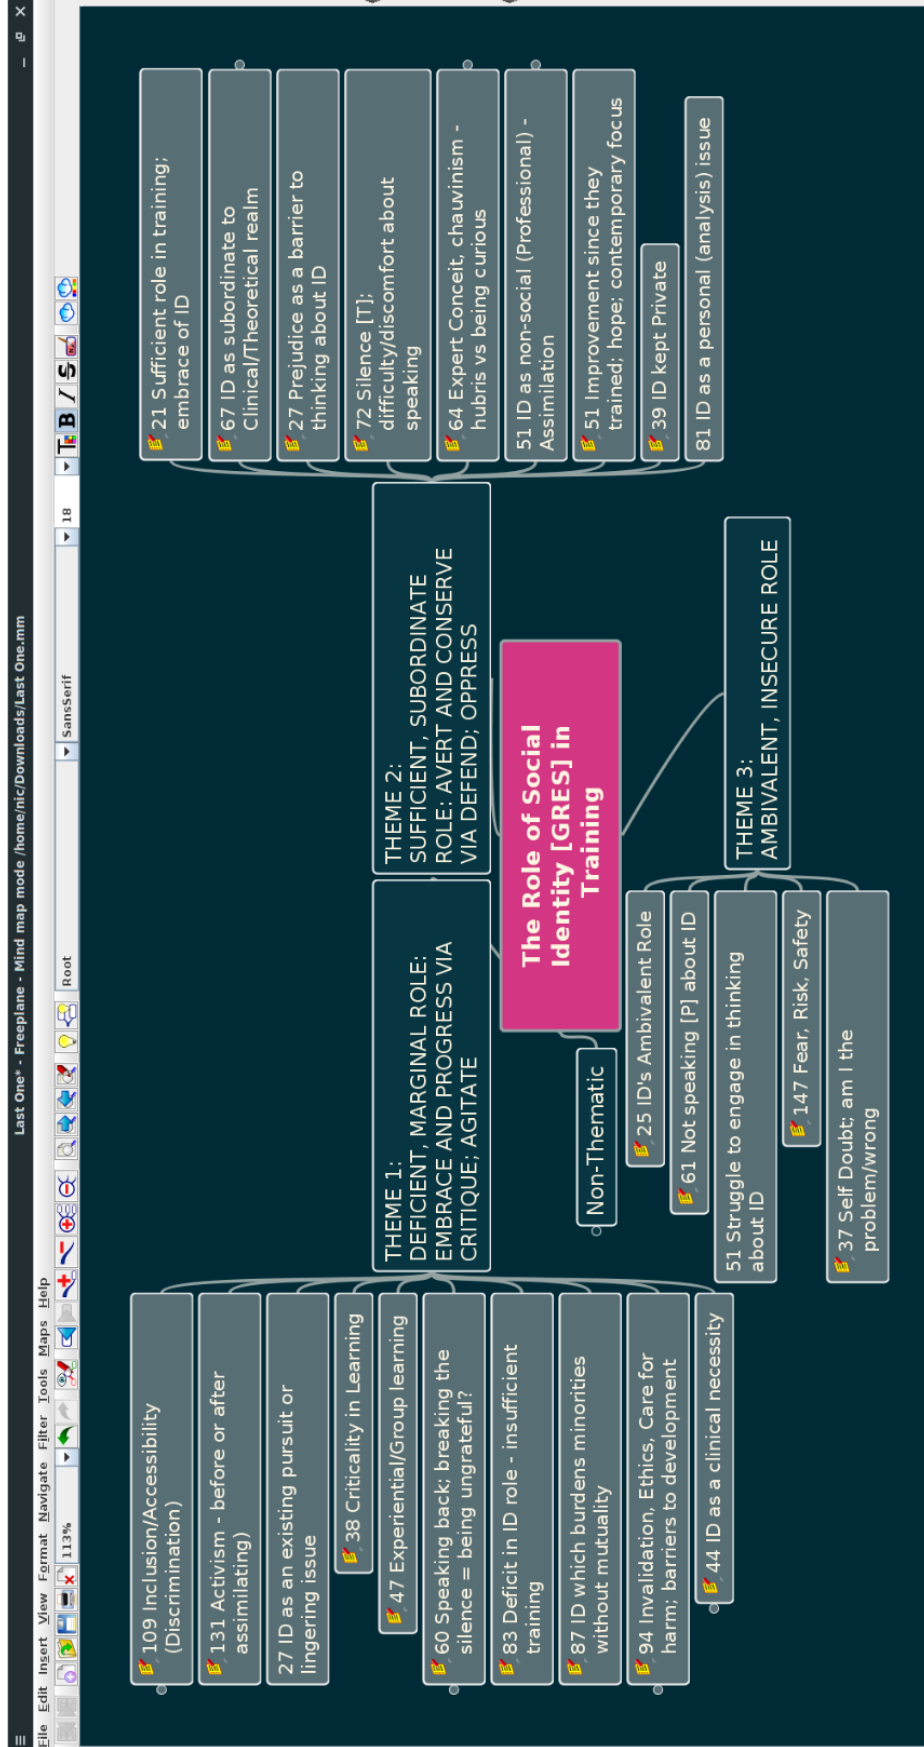 Last One* - Freeplane - Mind map mode /home/nic/Downloads/Last One.mm
File Edit Insert View Format Navigate Filter Tools Maps Help
113%
Root
SansSerif
18
T B I S
109 Inclusion/Accessibility
(Discrimination)
131 Activism - before or after
assimilating)
27 ID as an existing pursuit or
lingering issue
38 Criticality in Learning
47 Experiential/Group learning
60 Speaking back; breaking the
silence = being ungrateful?
83 Deficit in ID role - insufficient
training
87 ID which burdens minorities
without mutuality
94 Invalidation, Ethics, Care for
harm; barriers to development
44 ID as a clinical necessity
THEME 1:
DEFICIENT, MARGINAL ROLE:
EMBRACE AND PROGRESS VIA
CRITIQUE; AGITATE
THEME 2:
SUFFICIENT, SUBORDINATE
ROLE: AVERT AND CONSERVE
VIA DEFEND; OPPRESS
21 Sufficient role in training;
embrace of ID
67 ID as subordinate to
Clinical/Theoretical realm
27 Prejudice as a barrier to
thinking about ID
72 Silence [T];
difficulty/discomfort about
speaking
64 Expert Conceit, chauvinism -
hubris vs being curious
51 ID as non-social (Professional) -
Assimilation
51 Improvement since they
trained; hope; contemporary focus
39 ID kept Private
81 ID as a personal (analysis) issue
The Role of Social
Identity [GRES] in
Training
Non-Thematic
25 ID's Ambivalent Role
61 Not speaking [P] about ID
51 Struggle to engage in thinking
about ID
147 Fear, Risk, Safety
37 Self Doubt; am I the
problem/wrong
THEME 3:
AMBIVALENT, INSECURE ROLE